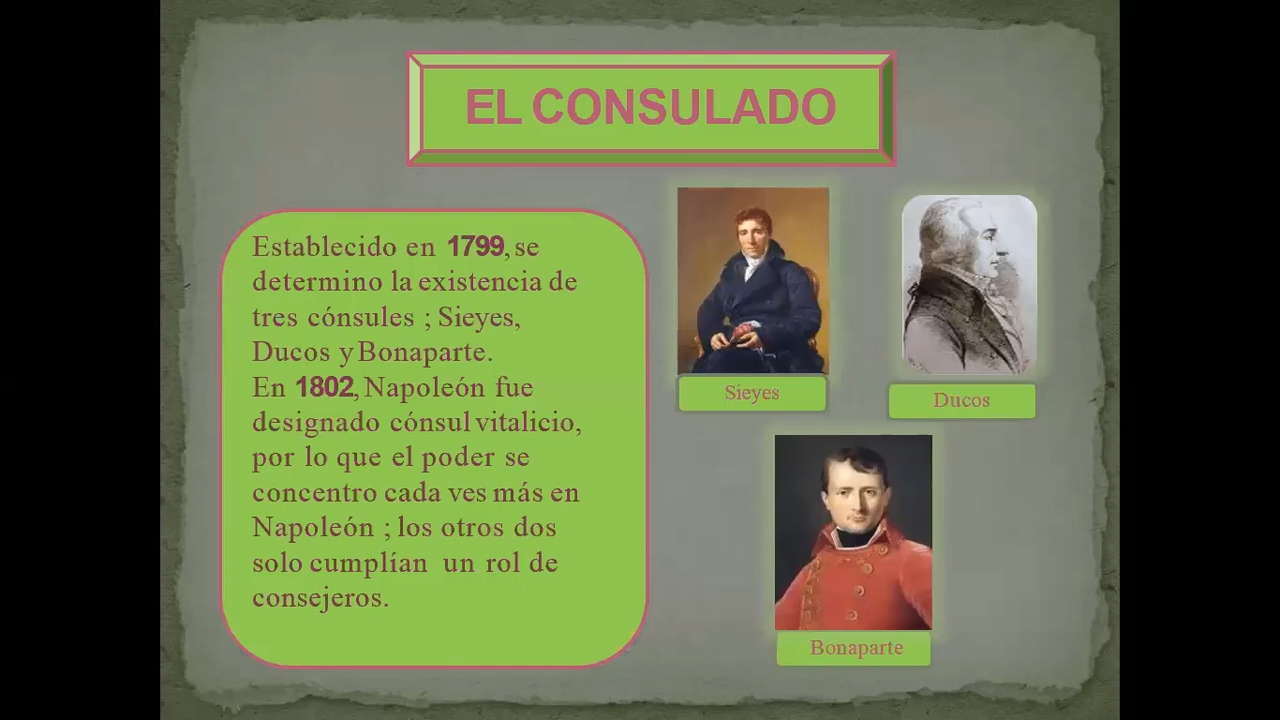 EL CONSULADO
Establecido en 1799, se
determino la existencia de
tres cónsules ; Sieyes,
Ducos y Bonaparte.
En 1802, Napoleón fue
designado cónsul vitalicio,
por lo que el poder se
concentro cada ves más en
Napoleón ; los otros dos
solo cumplían un rol de
consejeros.
Sieyes
Ducos
Bonaparte